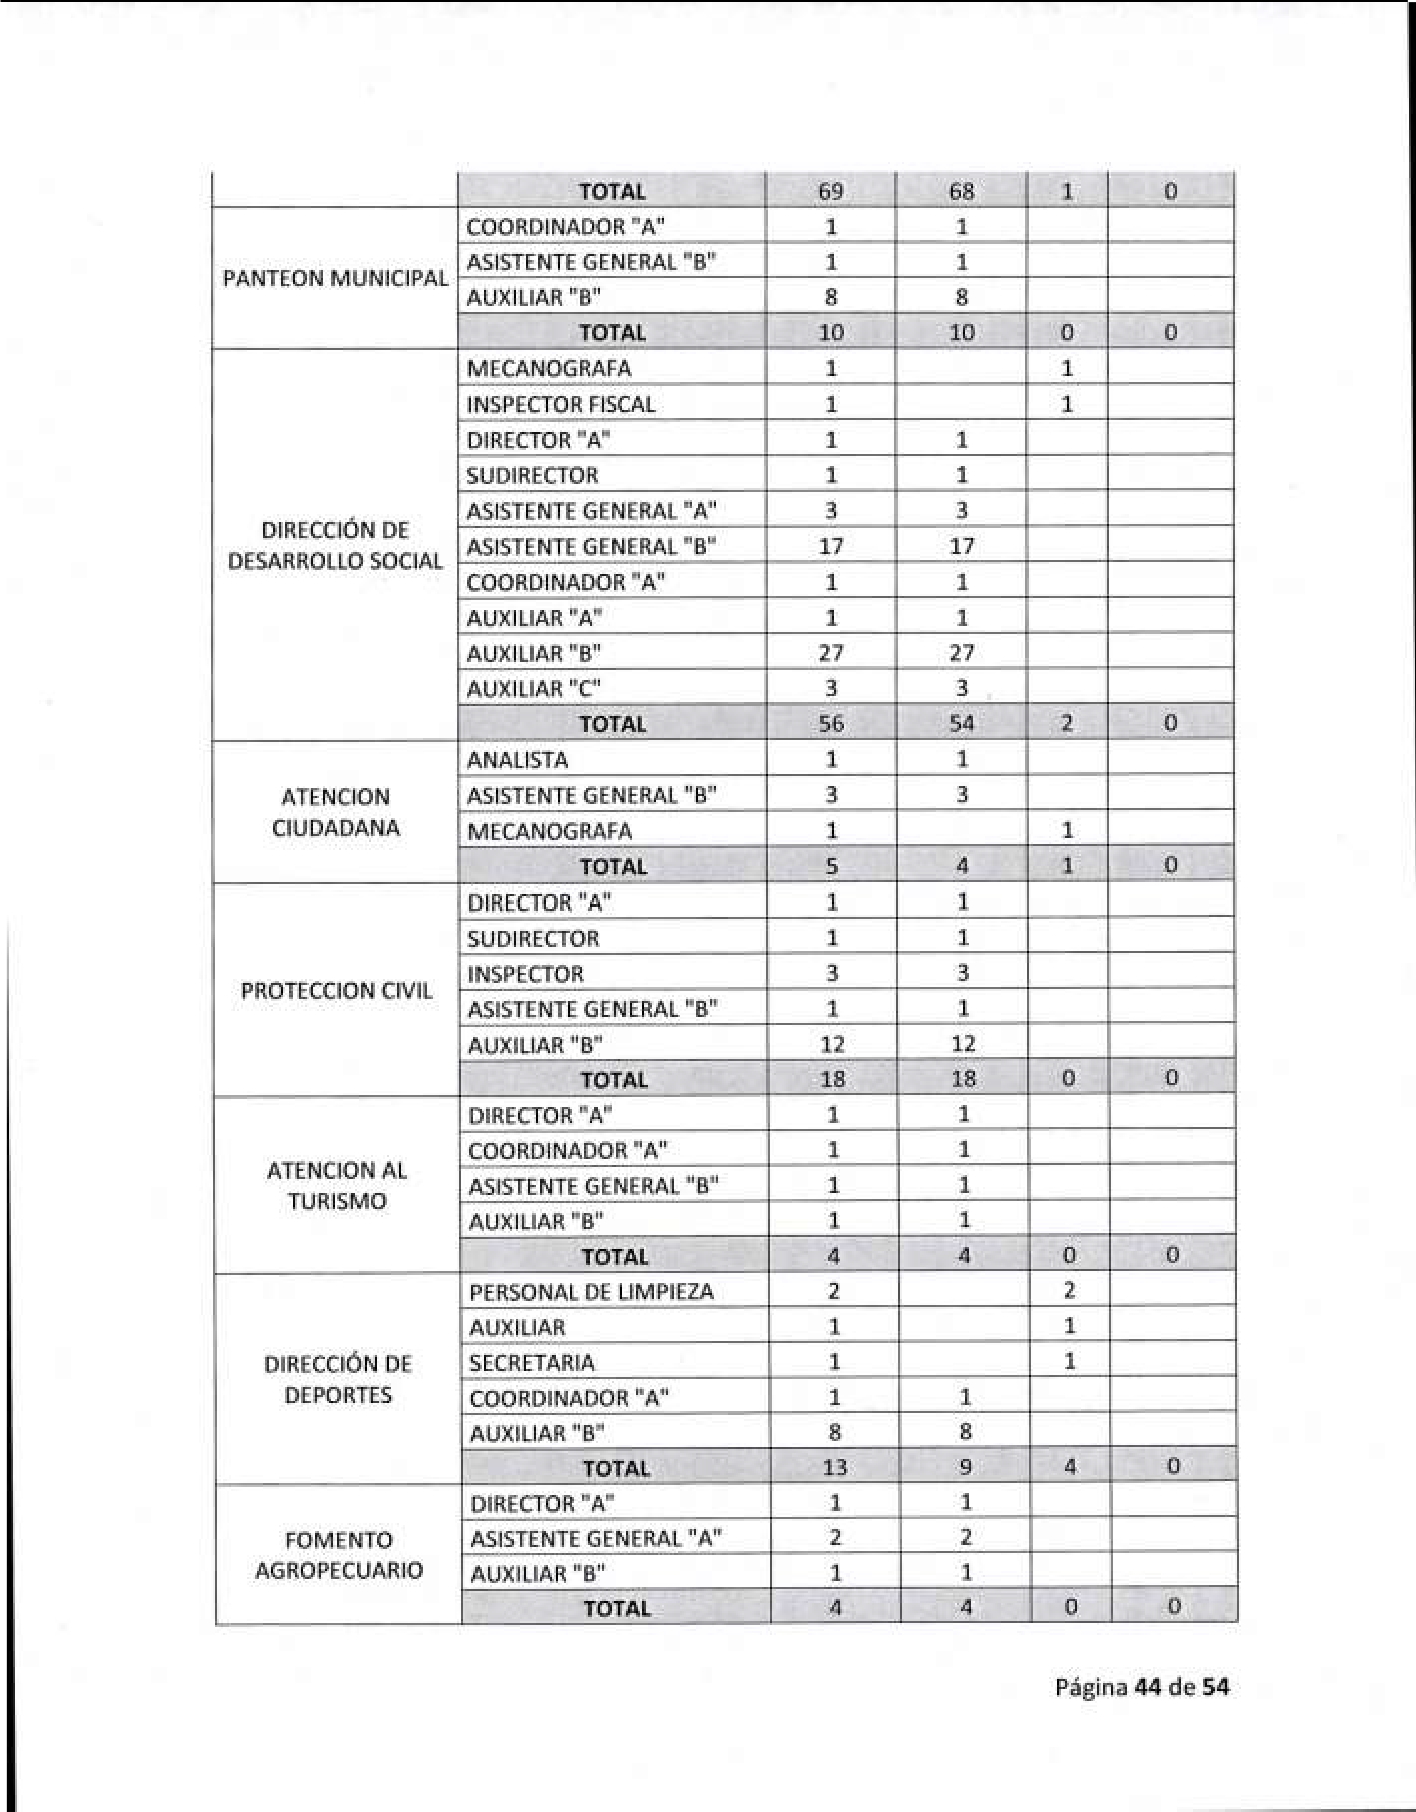 TOTAL 69 68 1 0
PANTEON MUNICIPAL
COORDINADOR "A" 1 1
ASISTENTE GENERAL "B" 1 1
AUXILIAR "B" 8 8
TOTAL 10 10 0 0
DIRECCIÓN DE
DESARROLLO SOCIAL
MECANOGRAFA 1 1
INSPECTOR FISCAL 1 1
DIRECTOR "A" 1 1
SUDIRECTOR 1 1
ASISTENTE GENERAL "A" 3 3
ASISTENTE GENERAL "B" 17 17
COORDINADOR "A" 1 1
AUXILIAR "A" 1 1
AUXILIAR "B" 27 27
AUXILIAR "C" 3 3
TOTAL 56 54 2 0
ATENCION
CIUDADANA
ANALISTA 1 1
ASISTENTE GENERAL "B" 3 3
MECANOGRAFA 1 1
TOTAL 5 4 1 0
PROTECCION CIVIL
DIRECTOR "A" 1 1
SUDIRECTOR 1 1
INSPECTOR 3 3
ASISTENTE GENERAL "B" 1 1
AUXILIAR "B" 12 12
TOTAL 18 18 0 0
ATENCION AL
TURISMO
DIRECTOR "A" 1 1
COORDINADOR "A" 1 1
ASISTENTE GENERAL "B" 1 1
AUXILIAR "B" 1 1
TOTAL 4 4 0 0
DIRECCIÓN DE
DEPORTES
PERSONAL DE LIMPIEZA 2 2
AUXILIAR 1 1
SECRETARIA 1 1
COORDINADOR "A" 1 1
AUXILIAR "B" 8 8
TOTAL 13 9 4 0
FOMENTO
AGROPECUARIO
DIRECTOR "A" 1 1
ASISTENTE GENERAL "A" 2 2
AUXILIAR "B" 1 1
TOTAL 4 4 0 0
Página 44 de 54